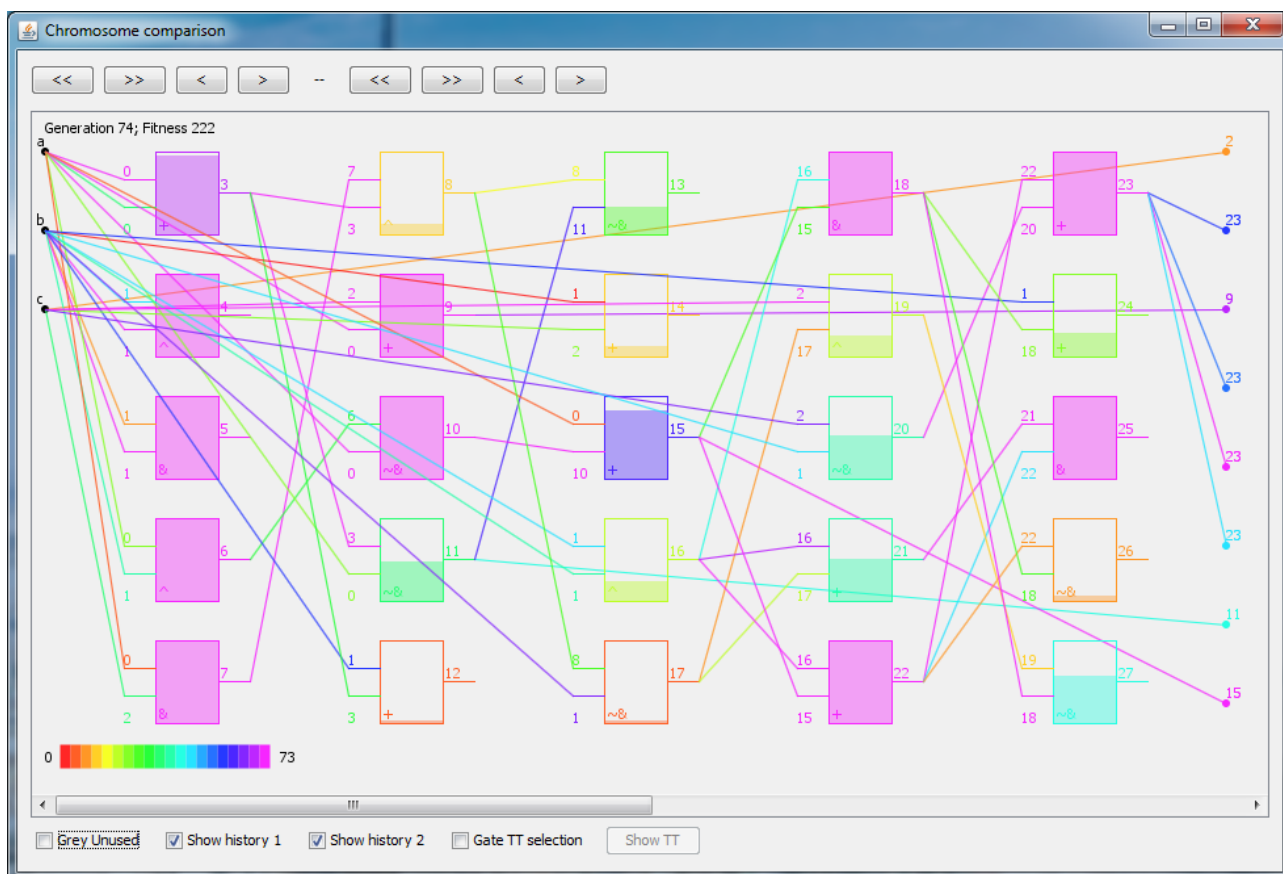 Chromosome comparison
<< >> < > -- << >> < >
Generation 74; Fitness 222
a
b
c
0 3 0 +
7 8 3 ^
8 13 11 ~&
16 18 15 &
22 23 20 +
2
23
1 4 1 ^
2 9 0 +
1 14 2 +
2 19 17 ^
1 24 18 +
9
23
1 5 1 &
6 10 0 ~&
0 15 10 +
2 20 1 ~&
21 25 22 &
23
0 6 1 ^
3 11 0 ~&
1 16 1 ^
16 21 17 +
22 26 18 ~&
23
11
0 7 2 &
1 12 3 +
8 17 1 ~&
16 22 15 +
19 27 18 ~&
15
0 73
Grey Unused Show history 1 Show history 2 Gate TT selection Show TT